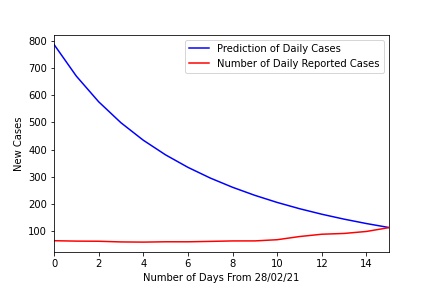 Prediction of Daily Cases
Number of Daily Reported Cases
New Cases
800
700
600
500
400
300
200
100
0 2 4 6 8 10 12 14
Number of Days From 28/02/21